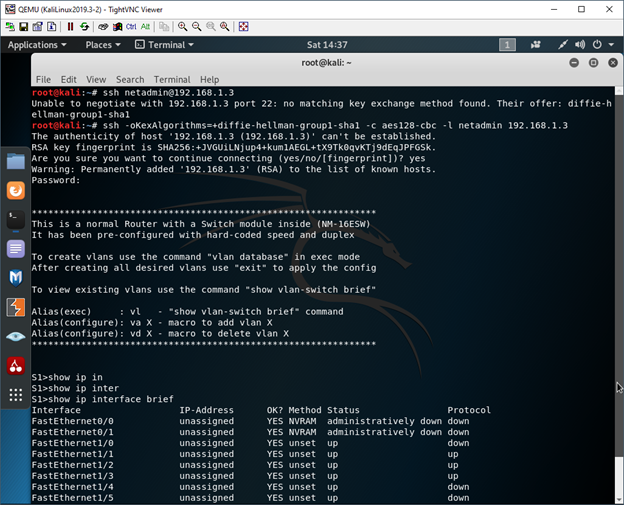 QEMU (KaliLinux2019.3-2) - TightVNC Viewer
Ctrl Alt
Applications Places Terminal Sat 14:37 1
root@kali: ~
File Edit View Search Terminal Help
root@kali:~# ssh netadmin@192.168.1.3
Unable to negotiate with 192.168.1.3 port 22: no matching key exchange method found. Their offer: diffie-h
ellman-group1-sha1
root@kali:~# ssh -oKexAlgorithms=+diffie-hellman-group1-sha1 -c aes128-cbc -l netadmin 192.168.1.3
The authenticity of host '192.168.1.3 (192.168.1.3)' can't be established.
RSA key fingerprint is SHA256:+JVGUiLNjup4+kum1AEGL+tX9Tk0qvKTj9dEqJPFGSk.
Are you sure you want to continue connecting (yes/no/[fingerprint])? yes
Warning: Permanently added '192.168.1.3' (RSA) to the list of known hosts.
Password:
***************************************************************
This is a normal Router with a Switch module inside (NM-16ESW)
It has been pre-configured with hard-coded speed and duplex
To create vlans use the command "vlan database" in exec mode
After creating all desired vlans use "exit" to apply the config
To view existing vlans use the command "show vlan-switch brief"
Alias(exec) : vl - "show vlan-switch brief" command
Alias(configure): va X - macro to add vlan X
Alias(configure): vd X - macro to delete vlan X
***************************************************************
S1>show ip in
S1>show ip inter
S1>show ip interface brief
Interface IP-Address OK? Method Status Protocol
FastEthernet0/0 unassigned YES NVRAM administratively down down
FastEthernet0/1 unassigned YES NVRAM administratively down down
FastEthernet1/0 unassigned YES unset up down
FastEthernet1/1 unassigned YES unset up up
FastEthernet1/2 unassigned YES unset up up
FastEthernet1/3 unassigned YES unset up up
FastEthernet1/4 unassigned YES unset up down
FastEthernet1/5 unassigned YES unset up down